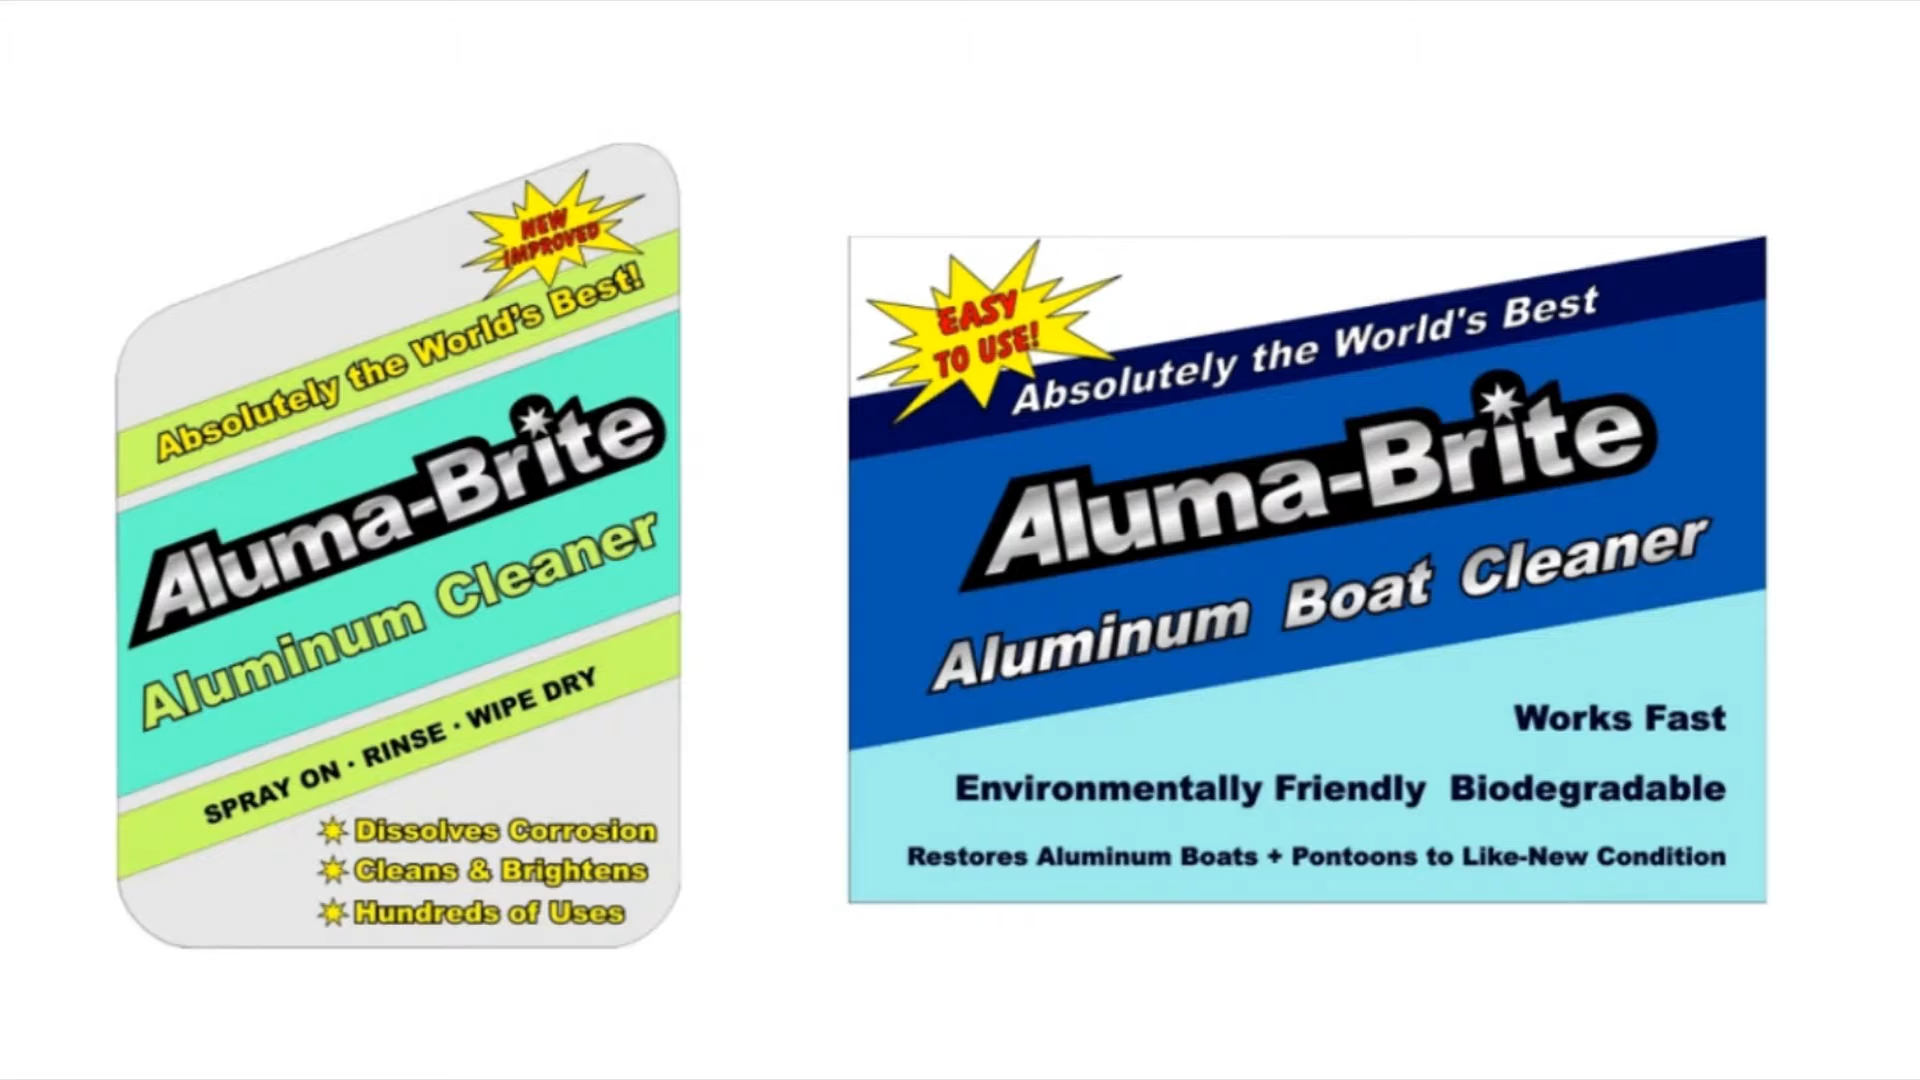 NEW
IMPROVED
Absolutely the World's Best!
Aluma-Brite
Aluminum Cleaner
SPRAY ON · RINSE · WIPE DRY
Dissolves Corrosion
Cleans & Brightens
Hundreds of Uses
EASY
TO USE!
Absolutely the World's Best
Aluma-Brite
Aluminum Boat Cleaner
Works Fast
Environmentally Friendly Biodegradable
Restores Aluminum Boats + Pontoons to Like-New Condition